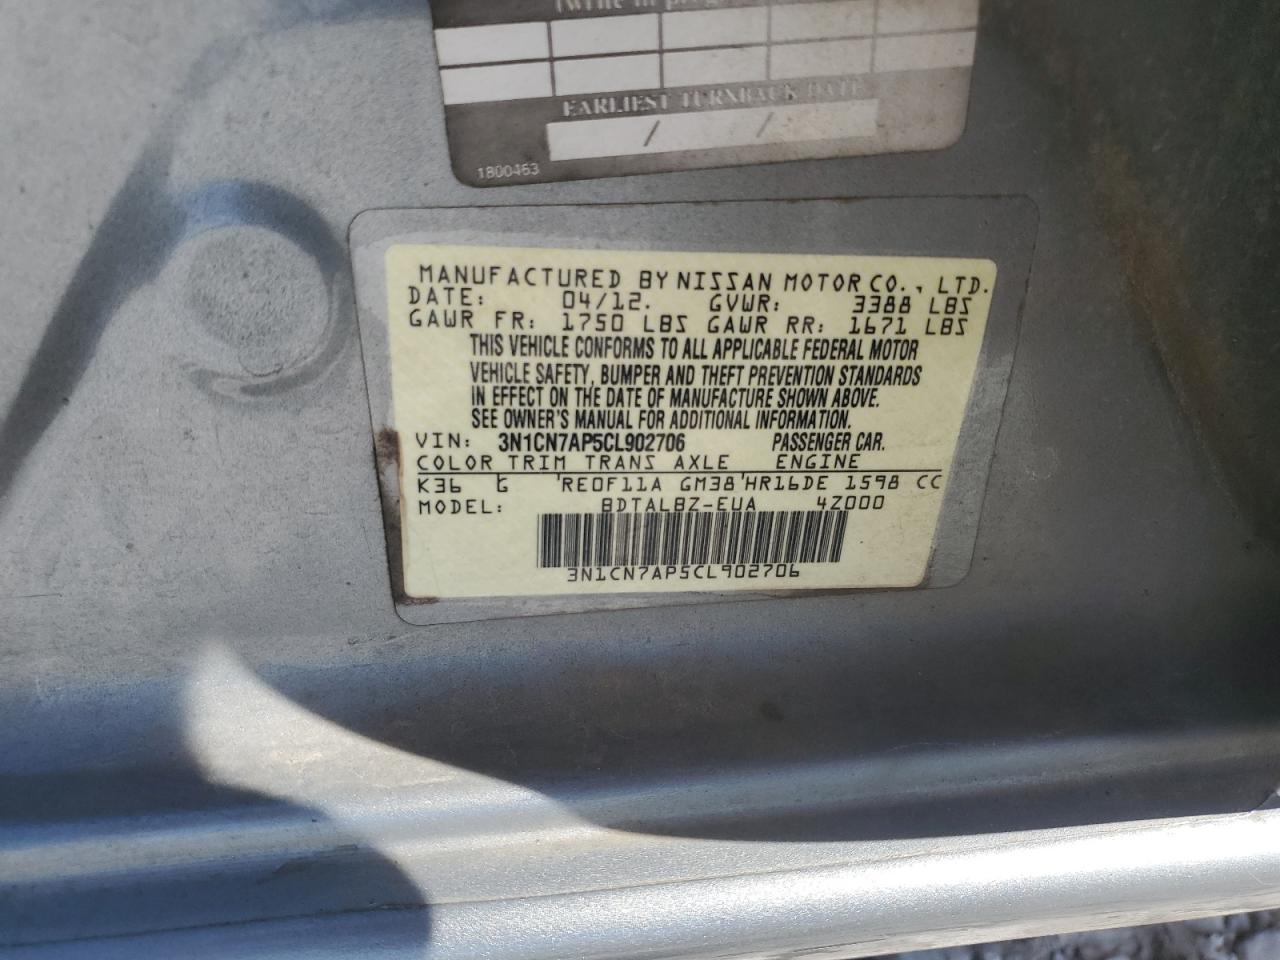 EARLIEST TURNBACK DATE
/ /
1800463
MANUFACTURED BY NISSAN MOTOR CO., LTD.
DATE: 04/12. GVWR: 3388 LBS
GAWR FR: 1750 LBS GAWR RR: 1671 LBS
THIS VEHICLE CONFORMS TO ALL APPLICABLE FEDERAL MOTOR
VEHICLE SAFETY, BUMPER AND THEFT PREVENTION STANDARDS
IN EFFECT ON THE DATE OF MANUFACTURE SHOWN ABOVE.
SEE OWNER'S MANUAL FOR ADDITIONAL INFORMATION.
VIN: 3N1CN7AP5CL902706 PASSENGER CAR.
COLOR TRIM TRANS AXLE ENGINE
K36 G RE0F11A GM38 HR16DE 1598 CC
MODEL: BDTALBZ-EUA 4Z000
3N1CN7AP5CL902706